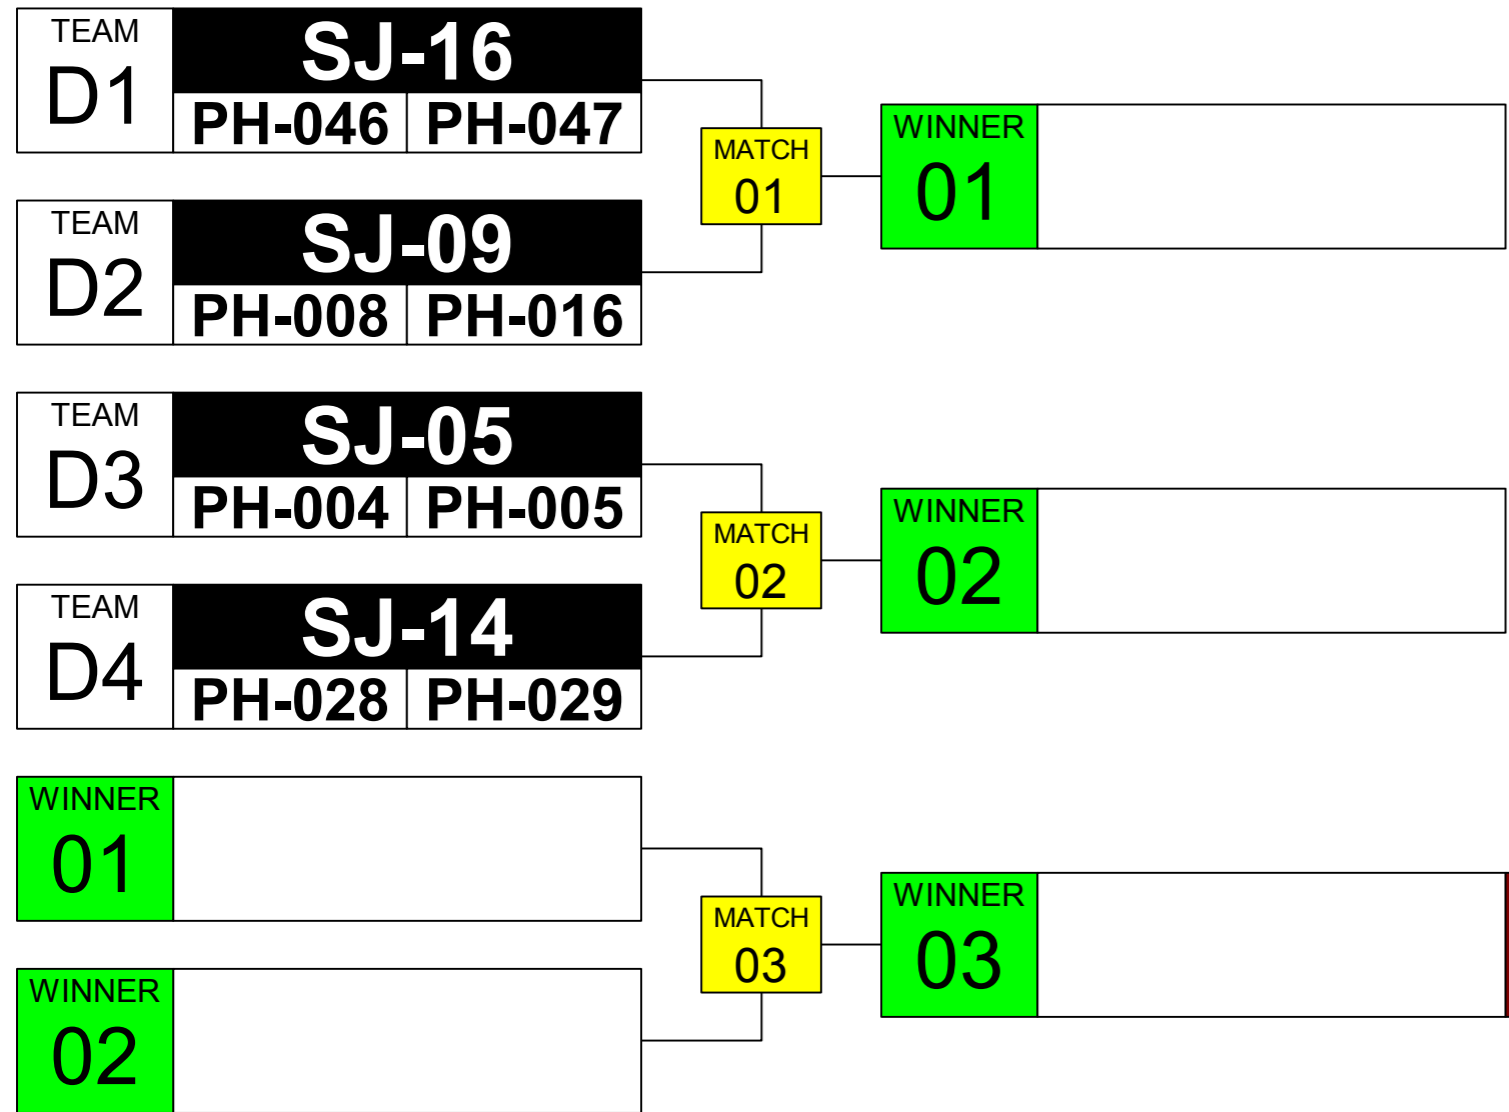 TEAM
D1
SJ-16
PH-046 PH-047
TEAM
D2
SJ-09
PH-008 PH-016
MATCH
01
WINNER
01
TEAM
D3
SJ-05
PH-004 PH-005
TEAM
D4
SJ-14
PH-028 PH-029
MATCH
02
WINNER
02
WINNER
01
WINNER
02
MATCH
03
WINNER
03